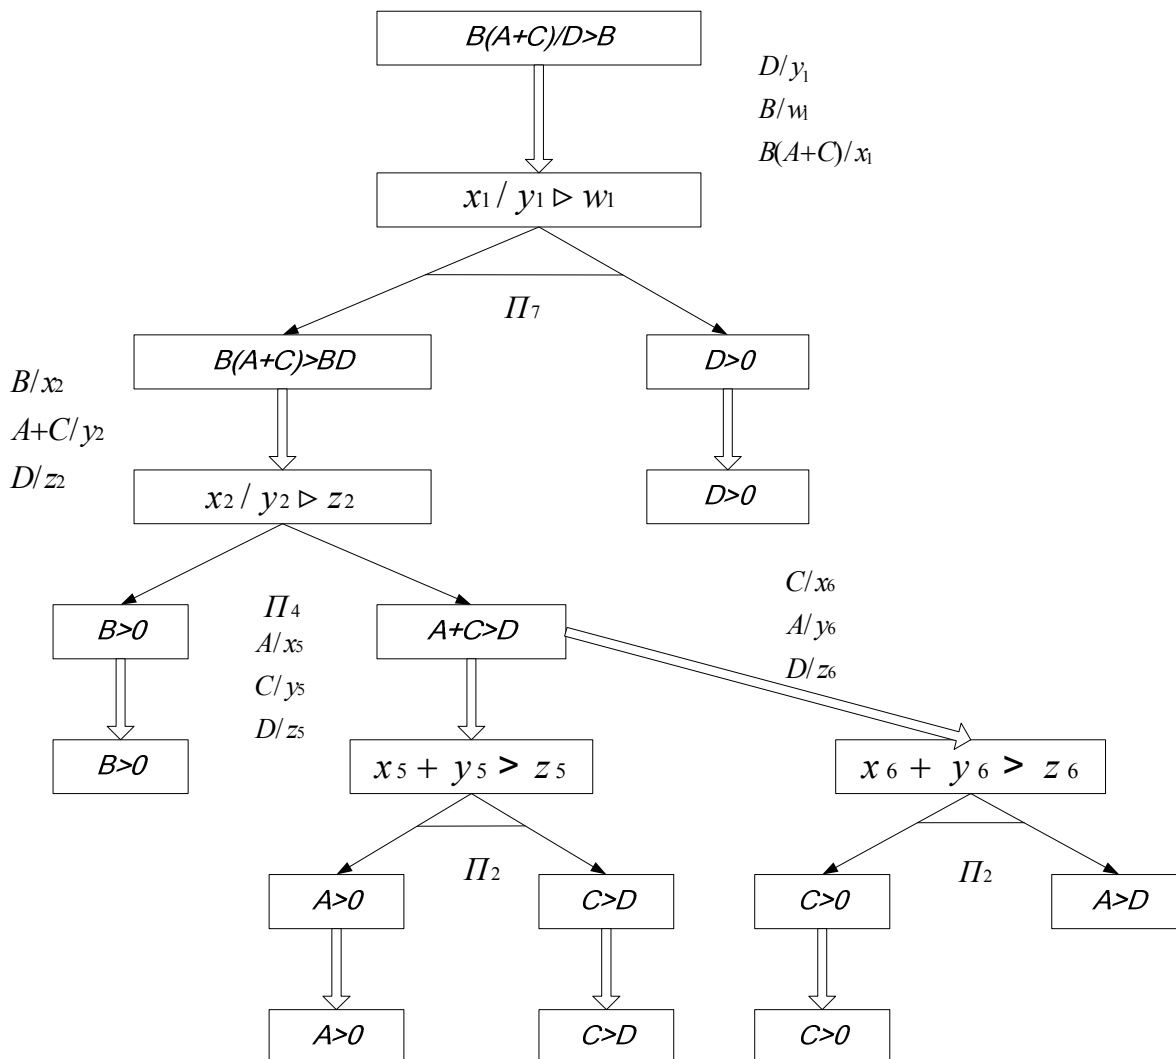 B(A+C)/D>B
D/y₁
B/w₁
B(A+C)/x₁
x₁ / y₁ ▷ w₁
Π₇
B(A+C)>BD
D>0
B/x₂
A+C/y₂
D/z₂
x₂ / y₂ ▷ z₂
D>0
B>0
Π₄
A/x₅
C/y₅
D/z₅
A+C>D
C/x₆
A/y₆
D/z₆
B>0
x₅ + y₅ > z₅
x₆ + y₆ > z₆
Π₂
Π₂
A>0
C>D
C>0
A>D
A>0
C>D
C>0